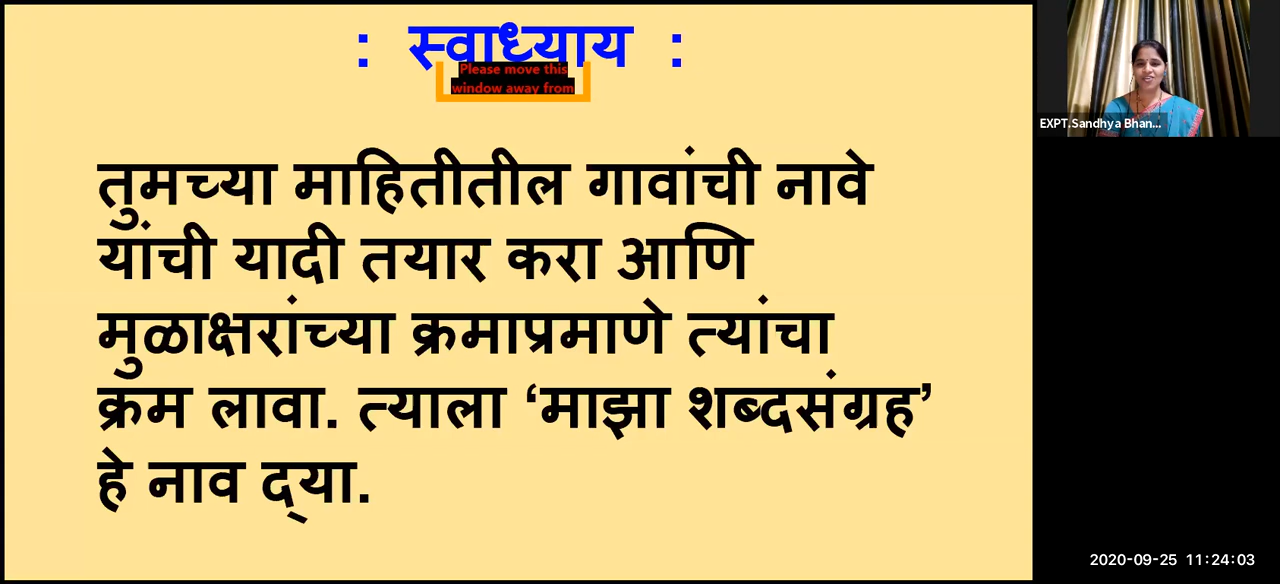 : स्वाध्याय :
Please move this
window away from
तुमच्या माहितीतील गावांची नावे
यांची यादी तयार करा आणि
मुळाक्षरांच्या क्रमाप्रमाणे त्यांचा
क्रम लावा. त्याला ‘माझा शब्दसंग्रह’
हे नाव द्‌या.
EXPT.Sandhya Bhan...
2020-09-25 11:24:03